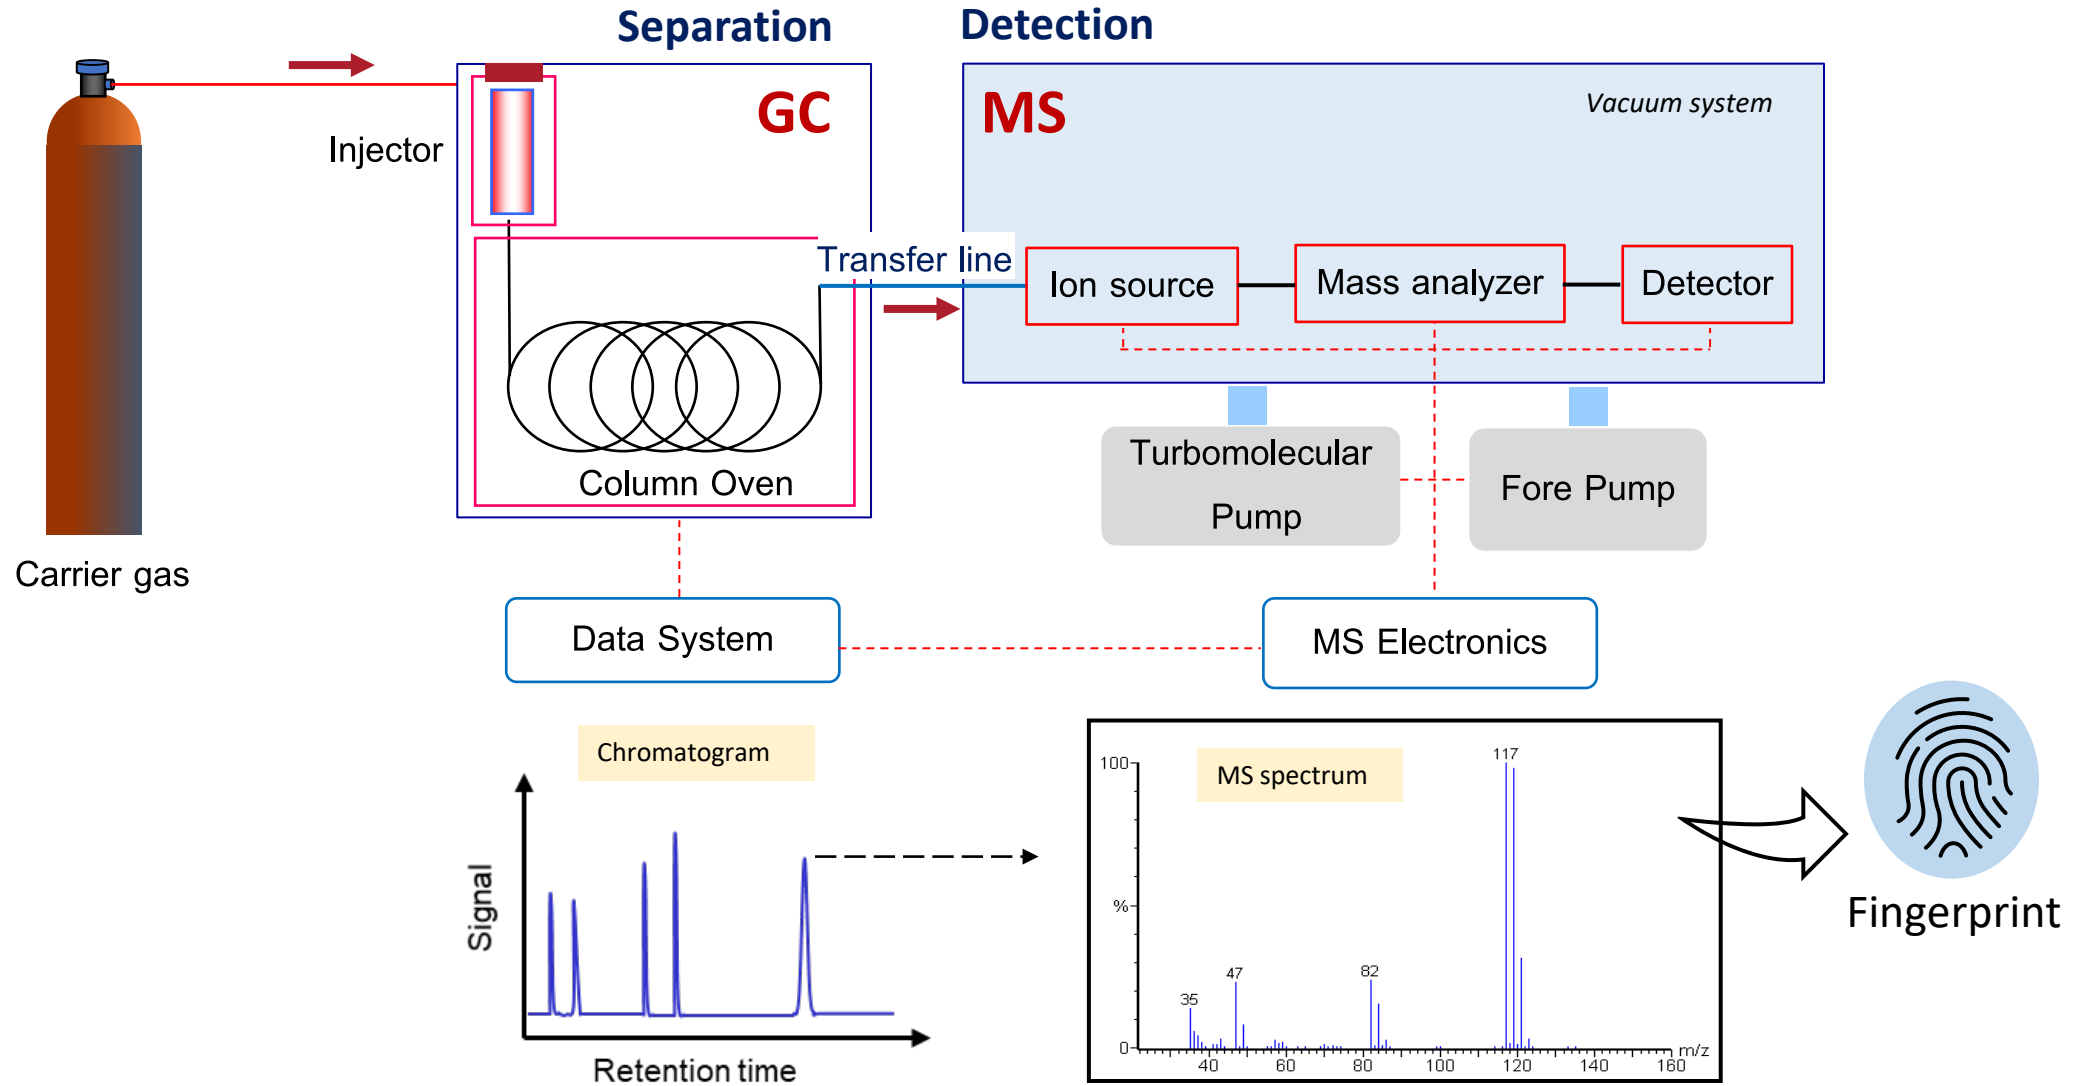 Separation
Detection
GC
MS
Vacuum system
Injector
Transfer line
Ion source
Mass analyzer
Detector
Column Oven
Turbomolecular
Pump
Fore Pump
Carrier gas
Data System
MS Electronics
Chromatogram
Signal
Retention time
MS spectrum
100
%
0
35
47
82
117
40
60
80
100
120
140
160
m/z
Fingerprint